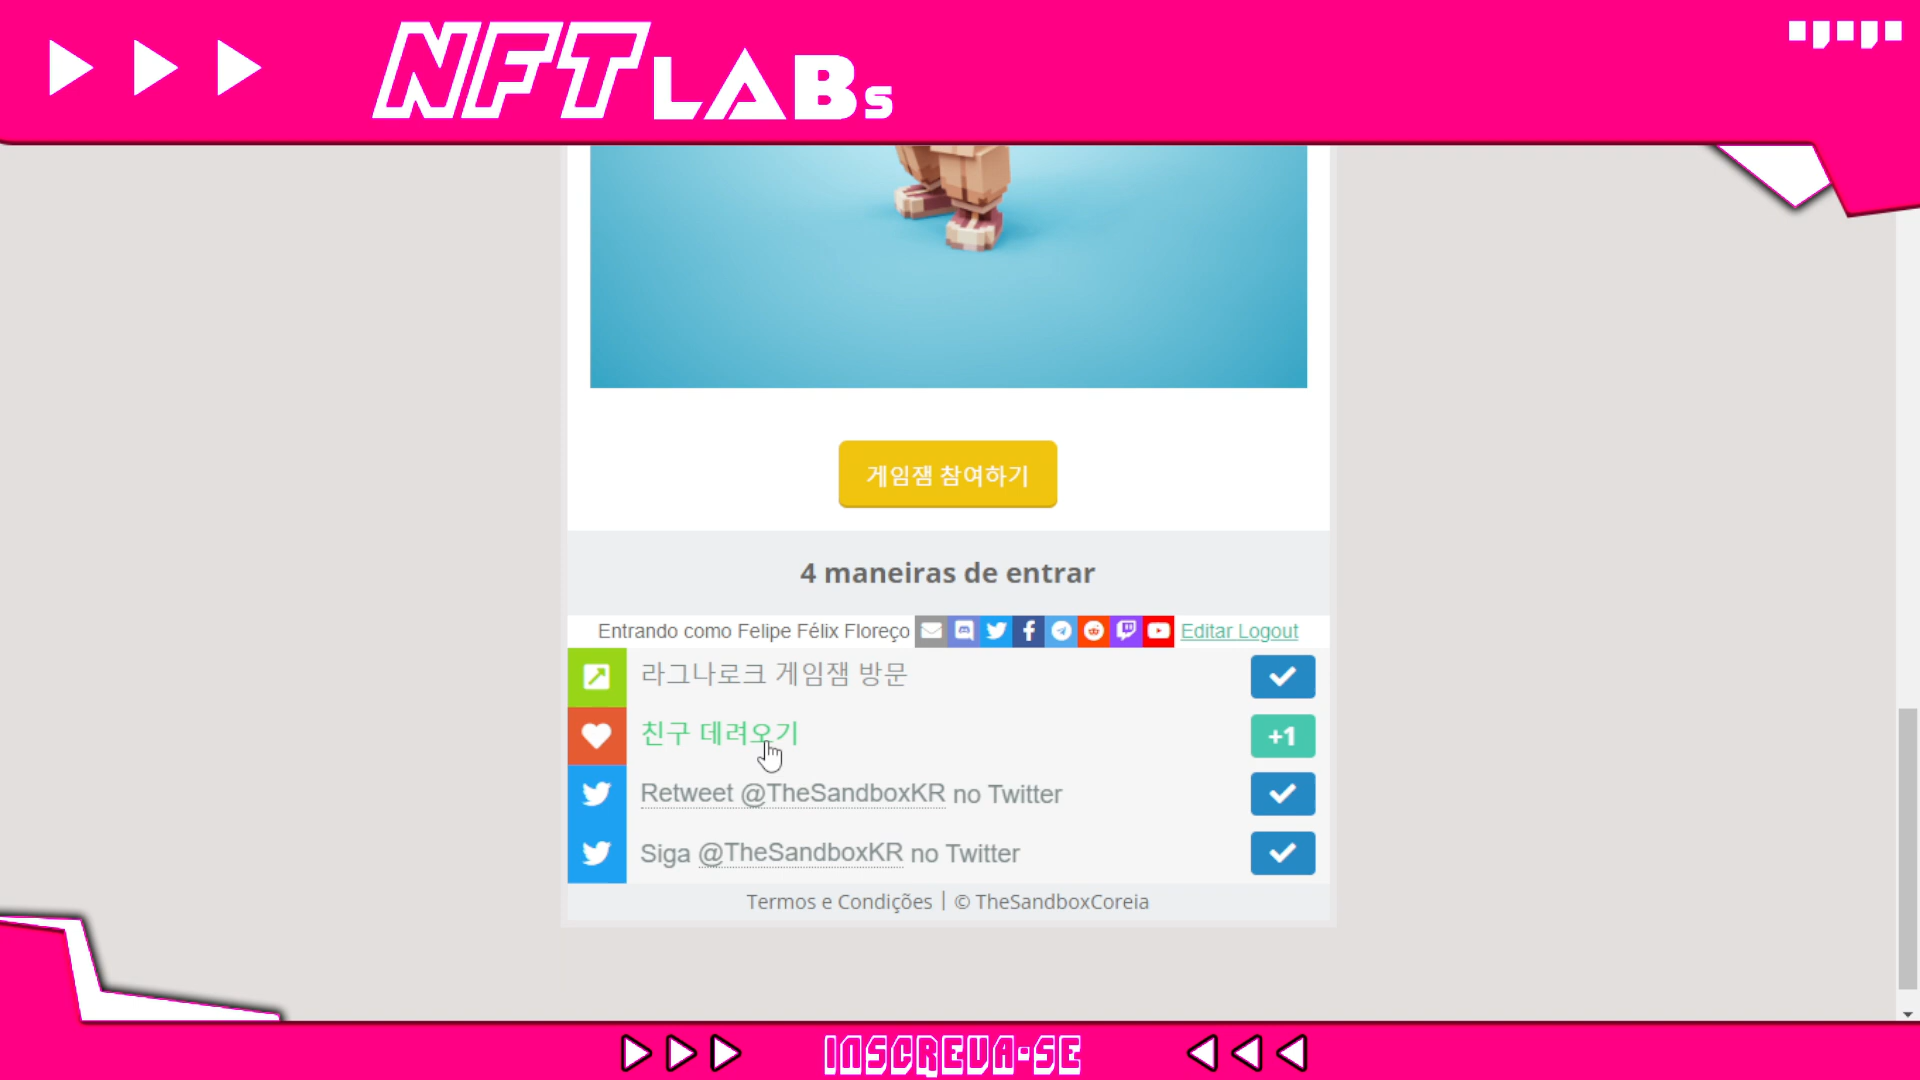 NFT LABs
게임잼 참여하기
4 maneiras de entrar
Entrando como Felipe Félix Floreço Editar Logout
라그나로크 게임잼 방문
친구 데려오기
+1
Retweet @TheSandboxKR no Twitter
Siga @TheSandboxKR no Twitter
Termos e Condições | © TheSandboxCoreia
INSCREVA-SE